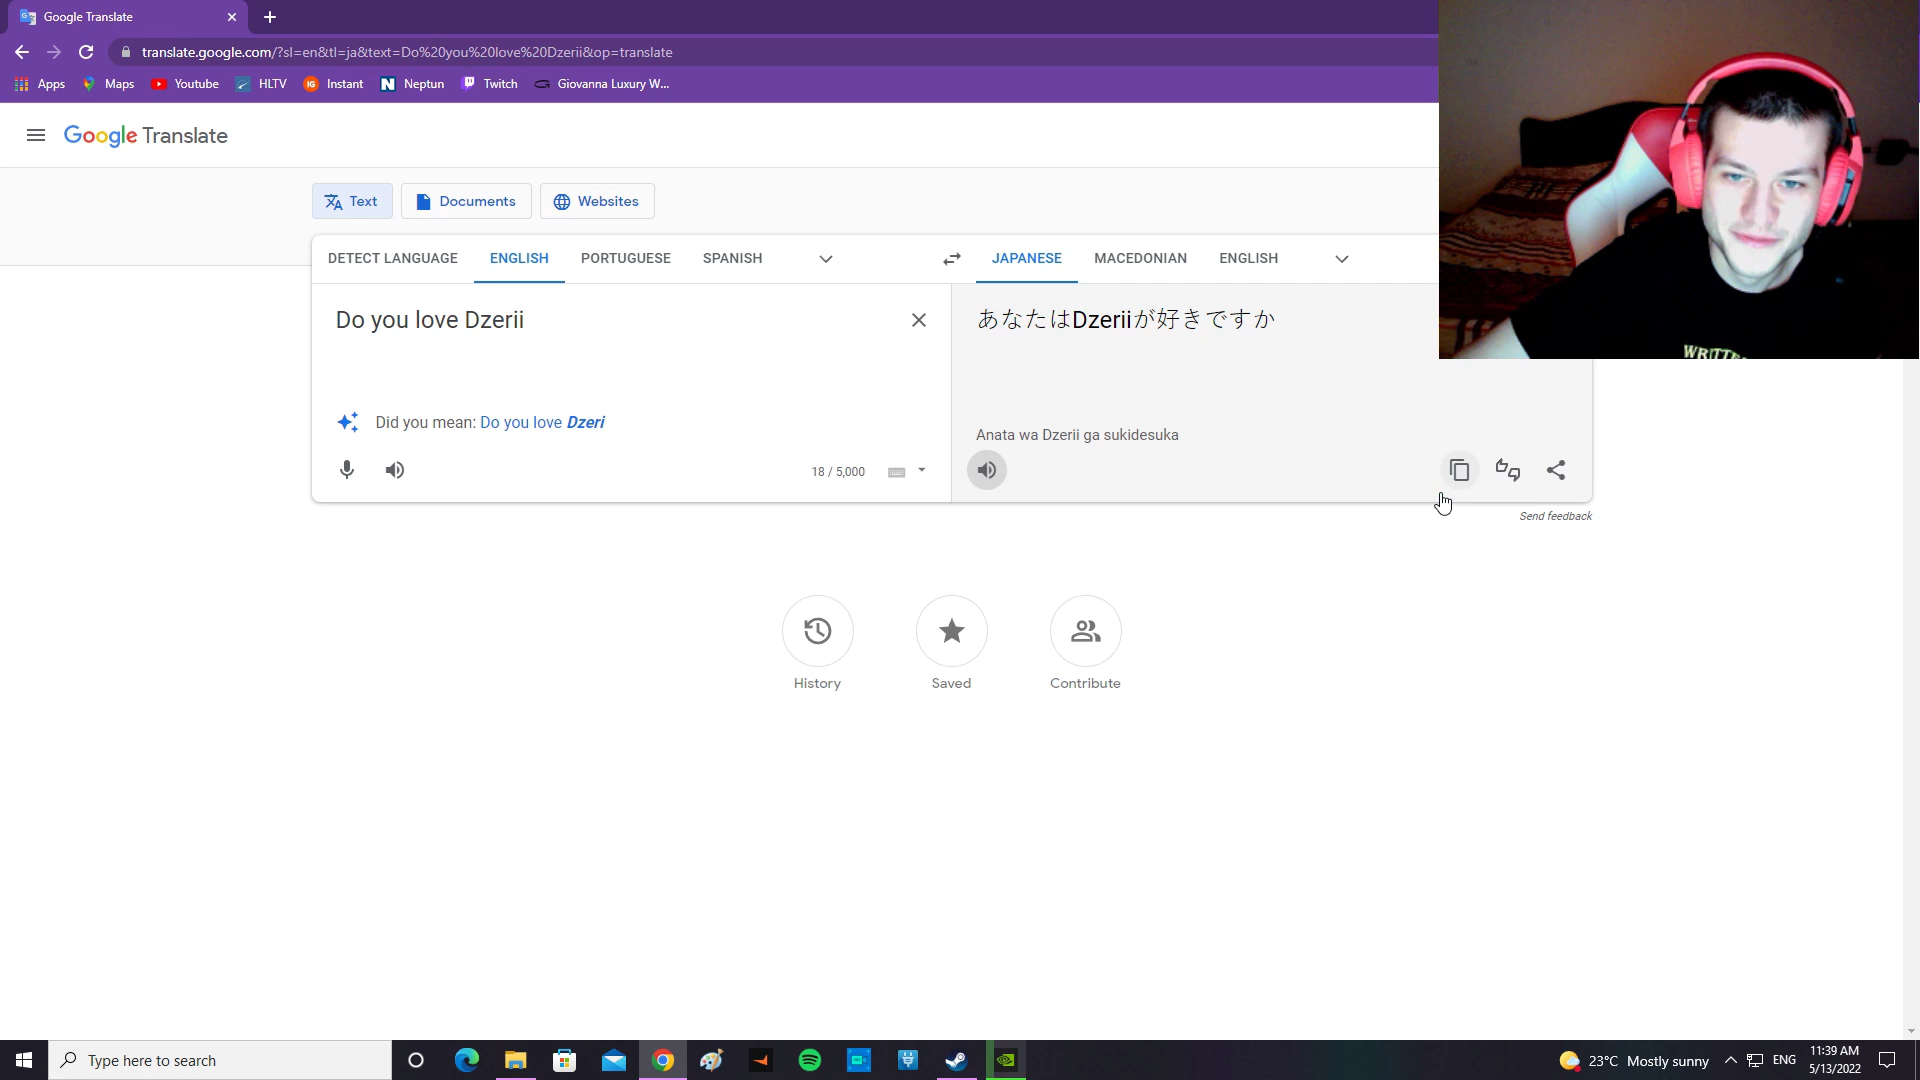 Google Translate
translate.google.com/?sl=en&tl=ja&text=Do%20you%20love%20Dzerii&op=translate
Apps Maps Youtube HLTV Instant Neptun Twitch Giovanna Luxury W...
Google Translate
Text Documents Websites
DETECT LANGUAGE ENGLISH PORTUGUESE SPANISH JAPANESE MACEDONIAN ENGLISH
Do you love Dzerii
あなたはDzeriiが好きですか
Did you mean: Do you love Dzeri
Anata wa Dzerii ga sukidesuka
18 / 5,000
Send feedback
History Saved Contribute
Type here to search
23°C Mostly sunny ENG
11:39 AM
5/13/2022